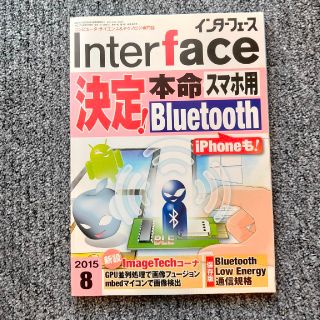 インターフェース
コンピュータ・サイエンス&テクノロジ専門誌
Interface
決定!本命スマホ用
Bluetooth
iPhoneも!
2015
8
新設 ImageTechコーナ
GPU並列処理で画像フュージョン
mbedマイコンで画像検出
Bluetooth
Low Energy
通信規格